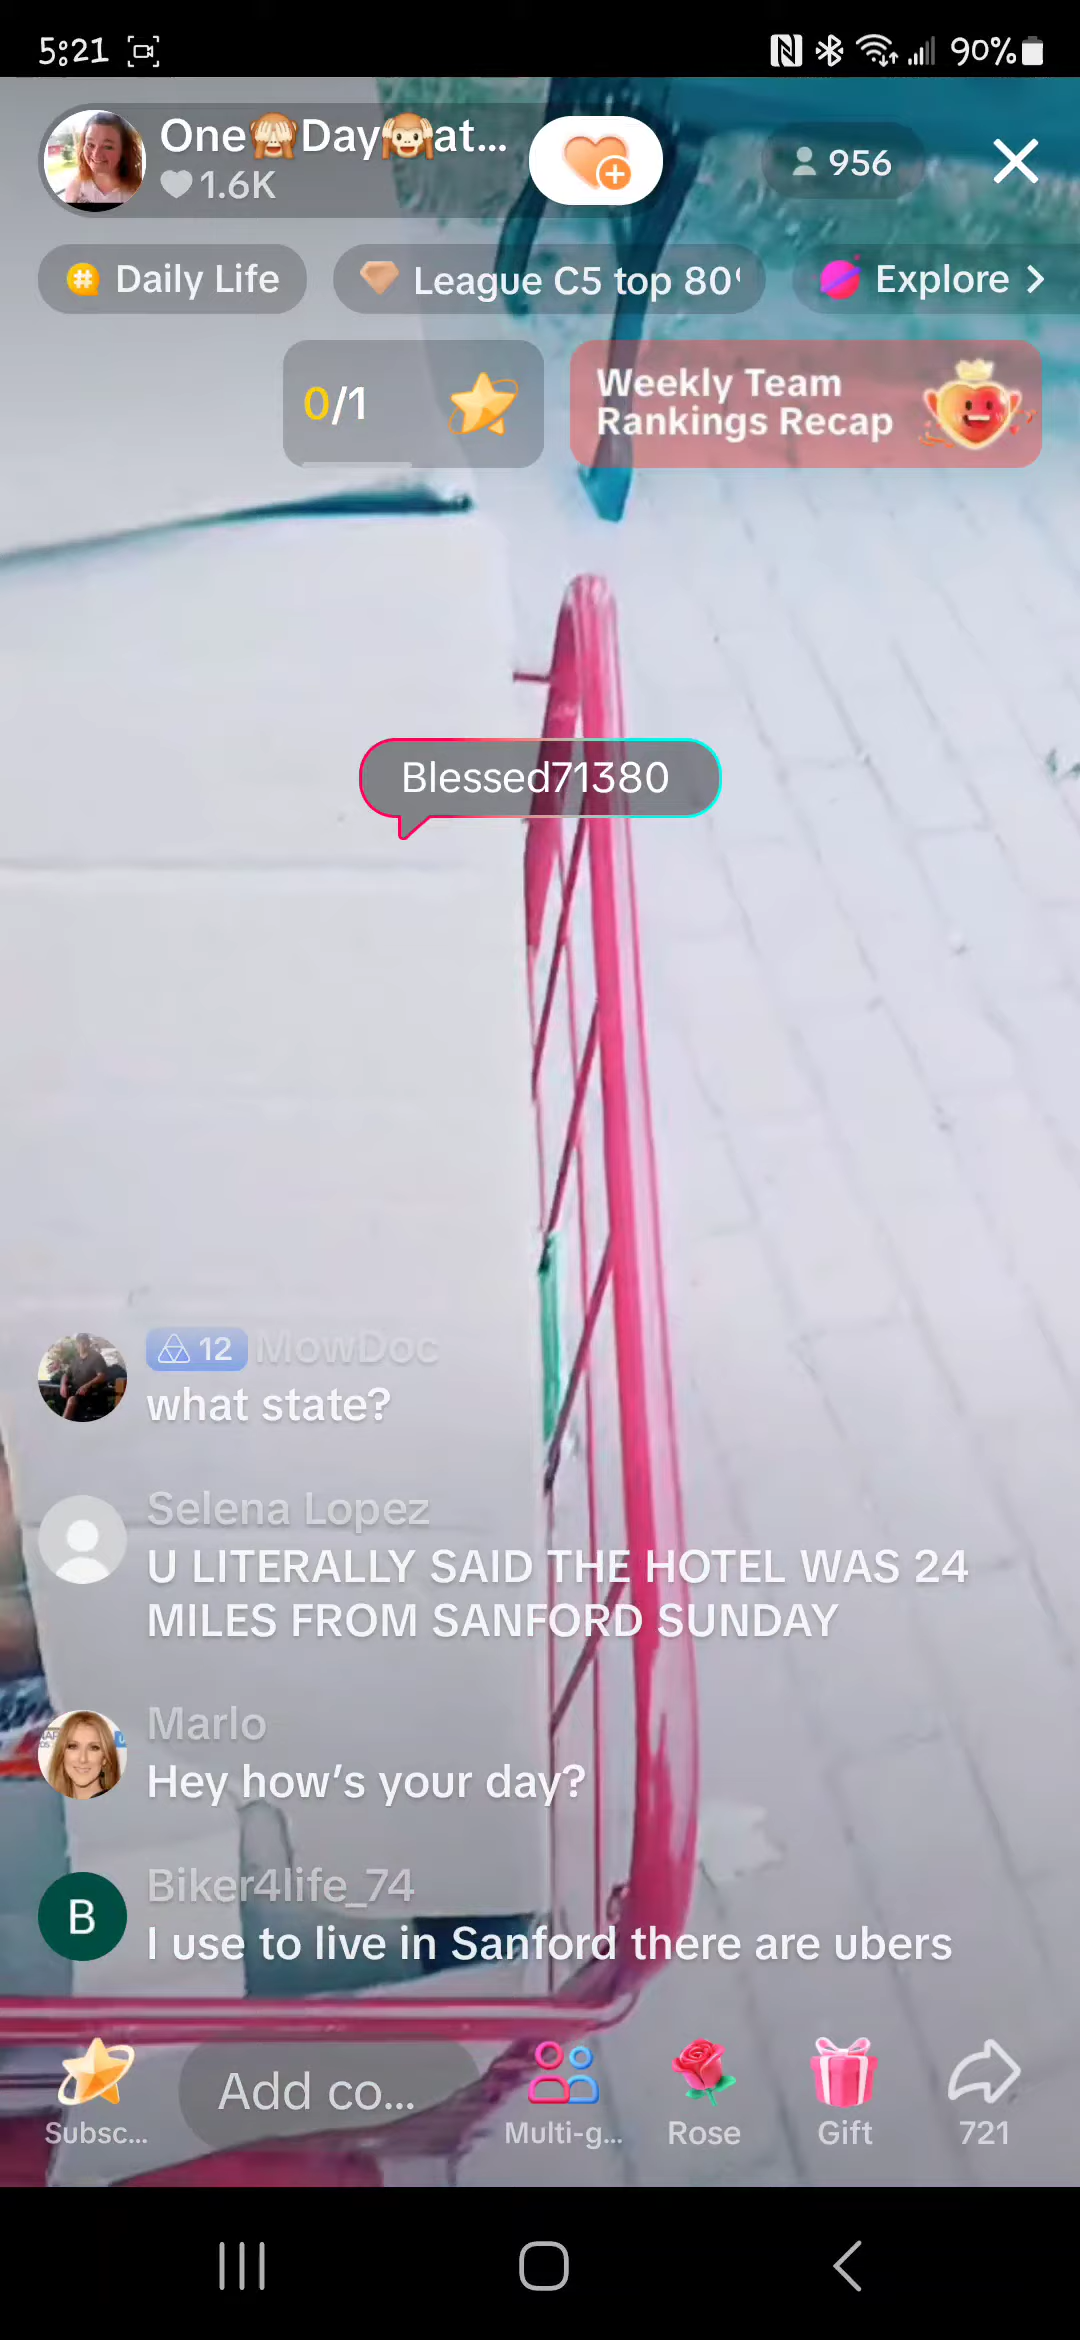 5:21
90%
One🙈Day🙉at...
1.6K
956
Daily Life
League C5 top 80
Explore >
0/1
Weekly Team
Rankings Recap
Blessed71380
12 MowDoc
what state?
Selena Lopez
U LITERALLY SAID THE HOTEL WAS 24
MILES FROM SANFORD SUNDAY
Marlo
Hey how's your day?
B
Biker4life_74
I use to live in Sanford there are ubers
Add co...
Subsc...
Multi-g...
Rose
Gift
721